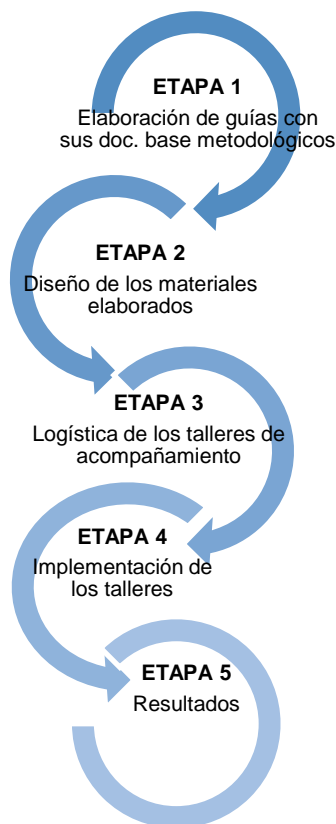 ETAPA 1
Elaboración de guías con
sus doc. base metodológicos
ETAPA 2
Diseño de los materiales
elaborados
ETAPA 3
Logística de los talleres de
acompañamiento
ETAPA 4
Implementación de
los talleres
ETAPA 5
Resultados